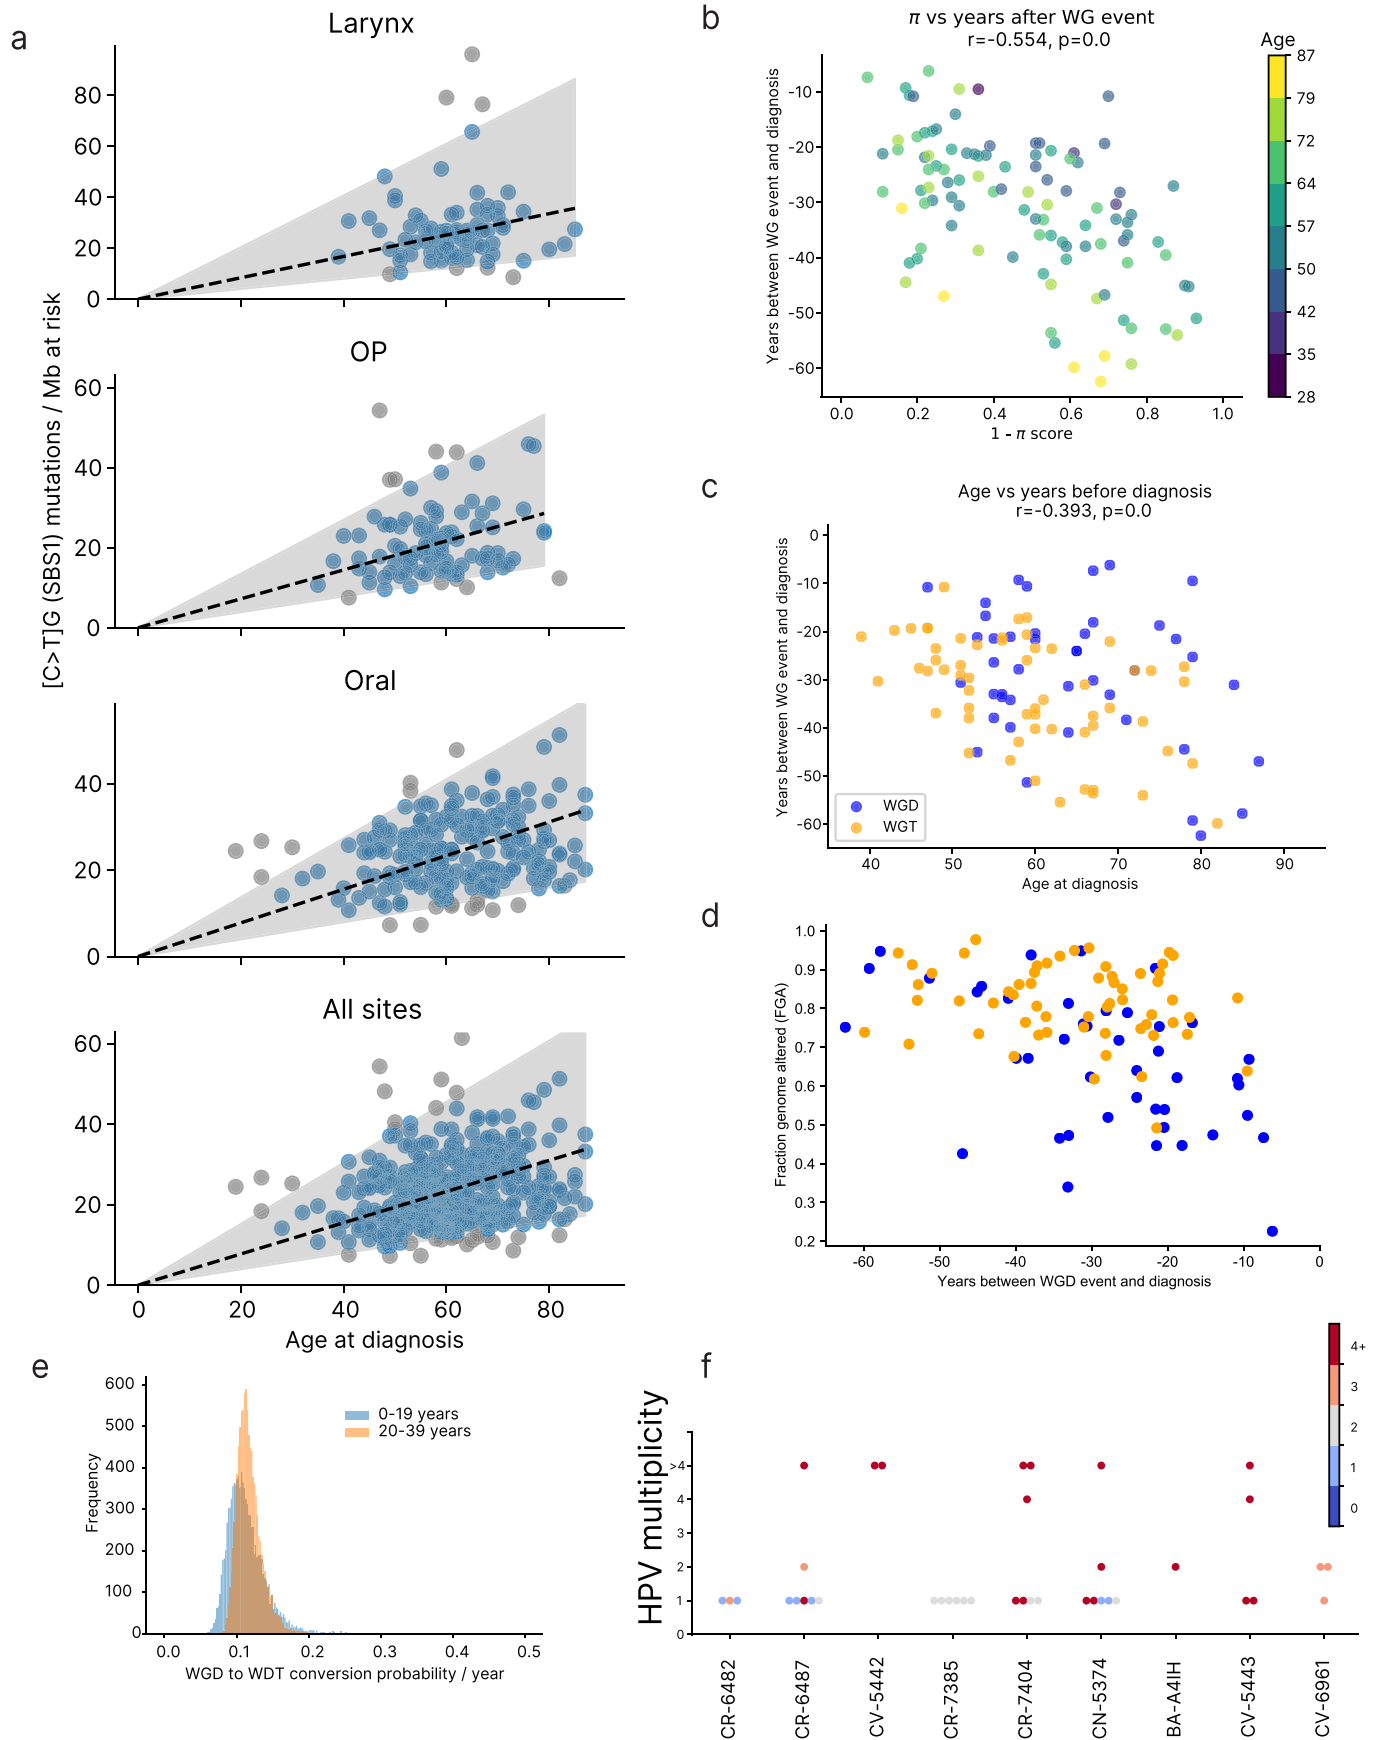 a
Larynx
80
60
40
20
0
OP
60
40
20
0
[C>T]G (SBS1) mutations / Mb at risk
Oral
40
20
0
All sites
60
40
20
0
0 20 40 60 80
Age at diagnosis
b
π vs years after WG event
r=-0.554, p=0.0
Years between WG event and diagnosis
-10
-20
-30
-40
-50
-60
0.0 0.2 0.4 0.6 0.8 1.0
1 - π score
Age
87
79
72
64
57
50
42
35
28
c
Age vs years before diagnosis
r=-0.393, p=0.0
Years between WG event and diagnosis
0
-10
-20
-30
-40
-50
-60
WGD
WGT
40 50 60 70 80 90
Age at diagnosis
d
Fraction genome altered (FGA)
1.0
0.9
0.8
0.7
0.6
0.5
0.4
0.3
0.2
-60 -50 -40 -30 -20 -10 0
Years between WGD event and diagnosis
e
Frequency
600
500
400
300
200
100
0
0-19 years
20-39 years
0.0 0.1 0.2 0.3 0.4 0.5
WGD to WDT conversion probability / year
f
HPV multiplicity
>4
4
3
2
1
0
CR-6482
CR-6487
CV-5442
CR-7385
CR-7404
CN-5374
BA-A4IH
CV-5443
CV-6961
4+
3
2
1
0